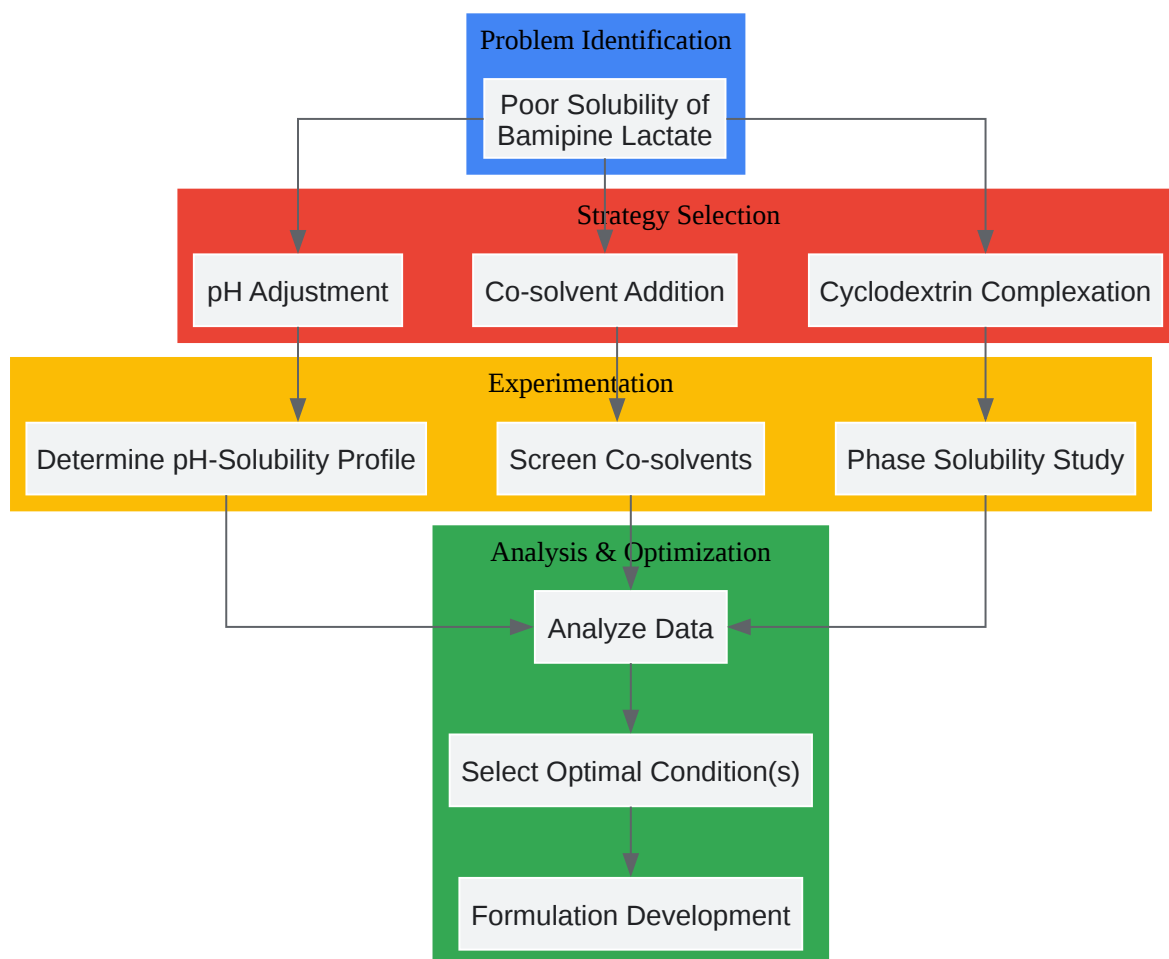 Problem Identification
Poor Solubility of
Bamipine Lactate
Strategy Selection
pH Adjustment
Co-solvent Addition
Cyclodextrin Complexation
Experimentation
Determine pH-Solubility Profile
Screen Co-solvents
Phase Solubility Study
Analysis & Optimization
Analyze Data
Select Optimal Condition(s)
Formulation Development